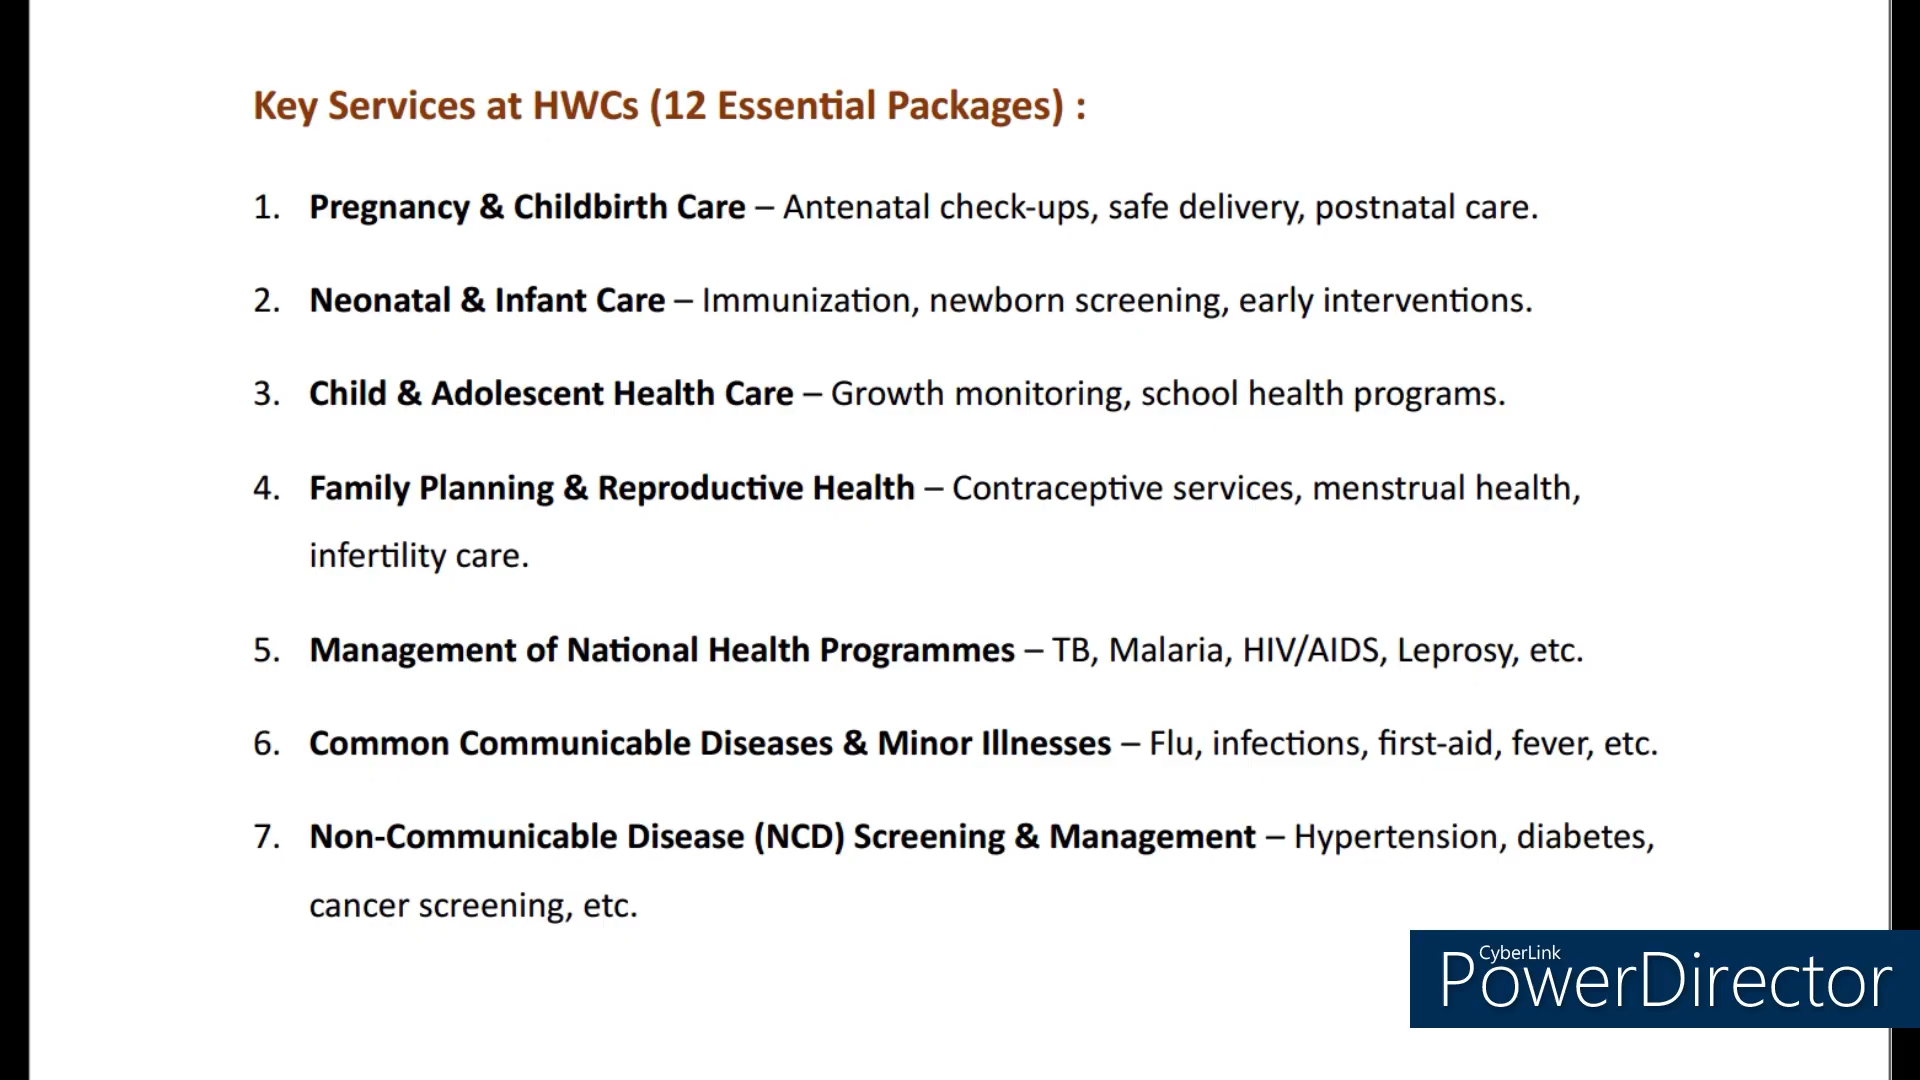 Key Services at HWCs (12 Essential Packages) :
1. Pregnancy & Childbirth Care – Antenatal check-ups, safe delivery, postnatal care.
2. Neonatal & Infant Care – Immunization, newborn screening, early interventions.
3. Child & Adolescent Health Care – Growth monitoring, school health programs.
4. Family Planning & Reproductive Health – Contraceptive services, menstrual health,
infertility care.
5. Management of National Health Programmes – TB, Malaria, HIV/AIDS, Leprosy, etc.
6. Common Communicable Diseases & Minor Illnesses – Flu, infections, first-aid, fever, etc.
7. Non-Communicable Disease (NCD) Screening & Management – Hypertension, diabetes,
cancer screening, etc.
CyberLink
PowerDirector